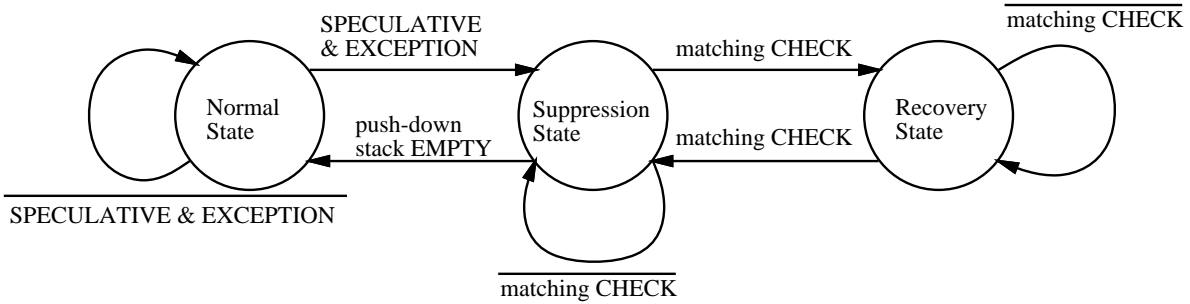 matching CHECK
SPECULATIVE
& EXCEPTION
matching CHECK
Normal
State
Suppression
State
Recovery
State
push-down
stack EMPTY
matching CHECK
SPECULATIVE & EXCEPTION
matching CHECK